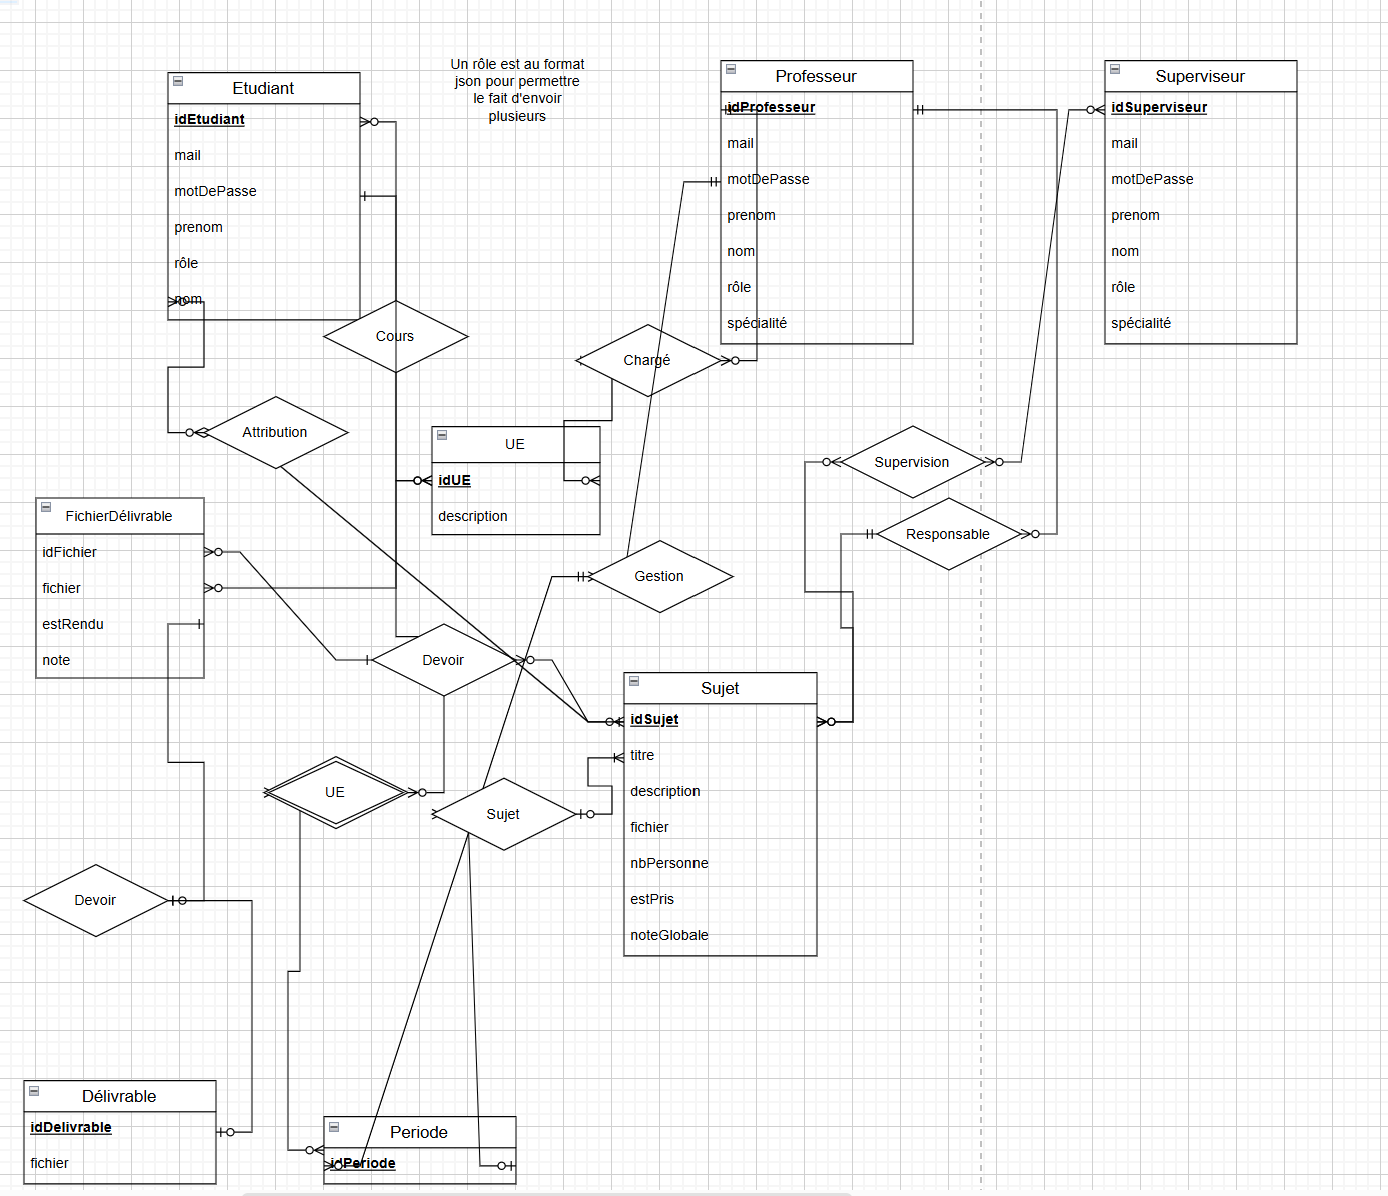 Un rôle est au format
json pour permettre
le fait d'envoir
plusieurs
Etudiant
idEtudiant
mail
motDePasse
prenom
rôle
nom
Professeur
idProfesseur
mail
motDePasse
prenom
nom
rôle
spécialité
Superviseur
idSuperviseur
mail
motDePasse
prenom
nom
rôle
spécialité
Cours
Chargé
Attribution
UE
idUE
description
Supervision
Responsable
FichierDélivrable
idFichier
fichier
estRendu
note
Gestion
Devoir
Sujet
idSujet
titre
description
fichier
nbPersonne
estPris
noteGlobale
UE
Sujet
Devoir
Délivrable
idDelivrable
fichier
Periode
idPeriode